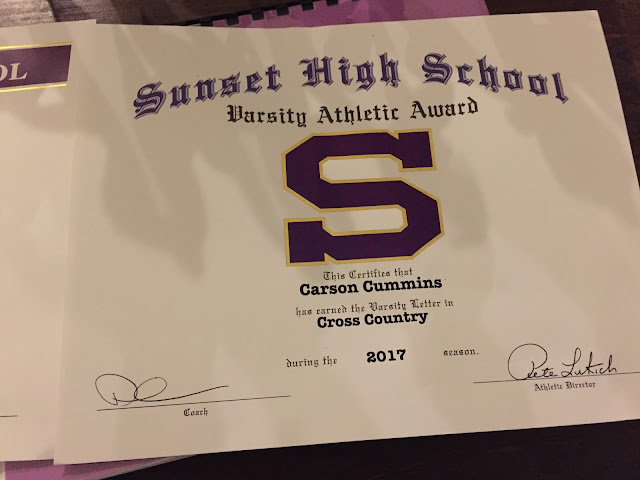 OL
Sunset High School
Varsity Athletic Award
S
This Certifies that
Carson Cummins
has earned the Varsity Letter in
Cross Country
during the 2017 season.
Pete Lukich
Coach
Athletic Director